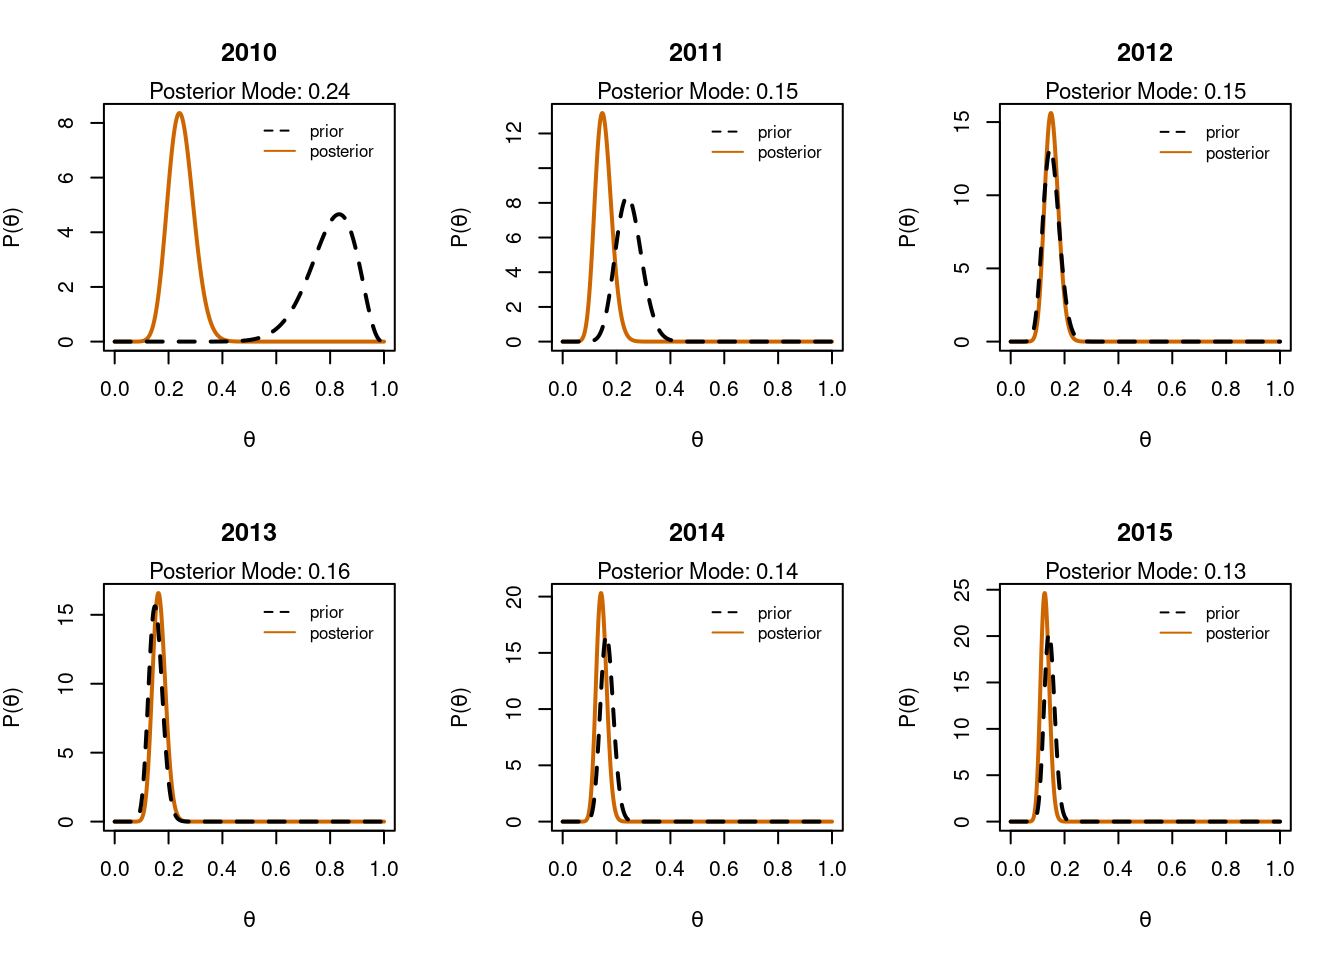 2010
Posterior Mode: 0.24
prior
posterior
P(θ)
0 2 4 6 8
0.0 0.2 0.4 0.6 0.8 1.0
θ
2011
Posterior Mode: 0.15
prior
posterior
P(θ)
0 2 4 6 8 12
0.0 0.2 0.4 0.6 0.8 1.0
θ
2012
Posterior Mode: 0.15
prior
posterior
P(θ)
0 5 10 15
0.0 0.2 0.4 0.6 0.8 1.0
θ
2013
Posterior Mode: 0.16
prior
posterior
P(θ)
0 5 10 15
0.0 0.2 0.4 0.6 0.8 1.0
θ
2014
Posterior Mode: 0.14
prior
posterior
P(θ)
0 5 10 15 20
0.0 0.2 0.4 0.6 0.8 1.0
θ
2015
Posterior Mode: 0.13
prior
posterior
P(θ)
0 5 10 15 20 25
0.0 0.2 0.4 0.6 0.8 1.0
θ